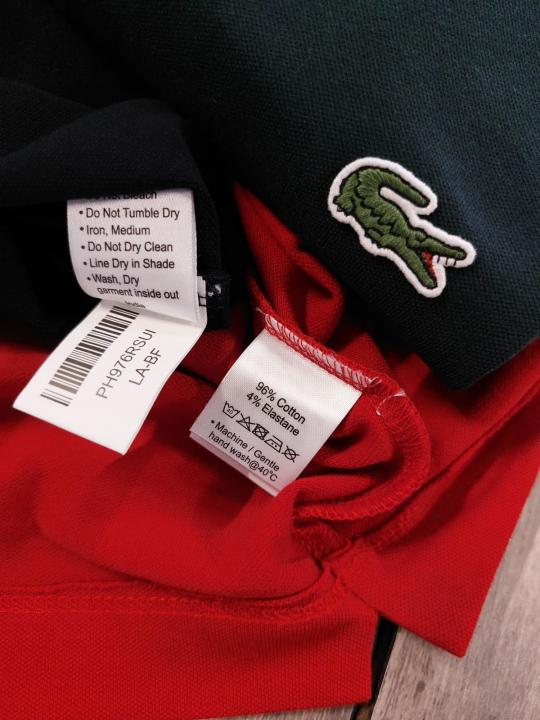 • Do Not Tumble Dry
• Iron, Medium
• Do Not Dry Clean
• Line Dry in Shade
• Wash, Dry
garment inside out
PH976RSUI
LA-BF
96% Cotton
4% Elastane
• Machine / Gentle
hand wash@40°C